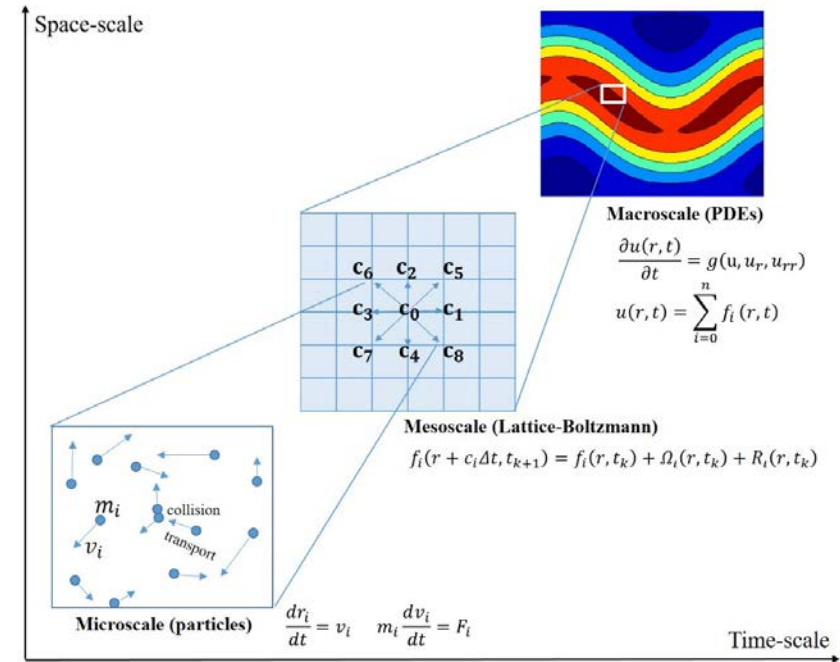 Space-scale
Macroscale (PDEs)
∂u(r, t)/∂t = g(u, u_r, u_rr)
u(r, t) = ∑_{i=0}^{n} f_i (r, t)
c₆ c₂ c₅
c₃ c₀ c₁
c₇ c₄ c₈
Mesoscale (Lattice-Boltzmann)
f_i(r + c_iΔt, t_{k+1}) = f_i(r, t_k) + Ω_i(r, t_k) + R_i(r, t_k)
m_i
v_i
collision
transport
Microscale (particles)
dr_i/dt = v_i m_i dv_i/dt = F_i
Time-scale